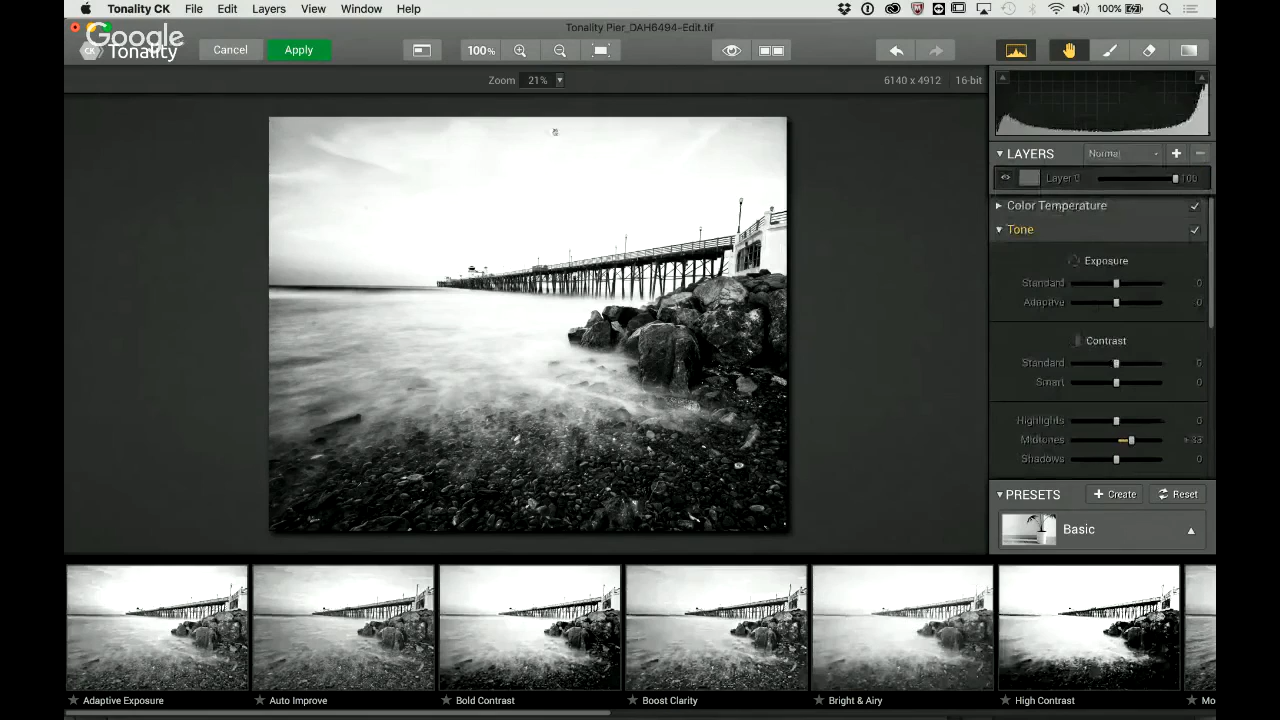 Tonality CK File Edit Layers View Window Help 100%
Tonality Pier_DAH6494-Edit.tif
Google
CK Tonality Cancel Apply 100%
Zoom 21% 6140 x 4912 16-bit
LAYERS Normal
Layer 0 100
Color Temperature
Tone
Exposure
Standard 0
Adaptive 0
Contrast
Standard 0
Smart 0
Highlights 0
Midtones +33
Shadows 0
PRESETS Create Reset
Basic
Adaptive Exposure Auto Improve Bold Contrast Boost Clarity Bright & Airy High Contrast Mo